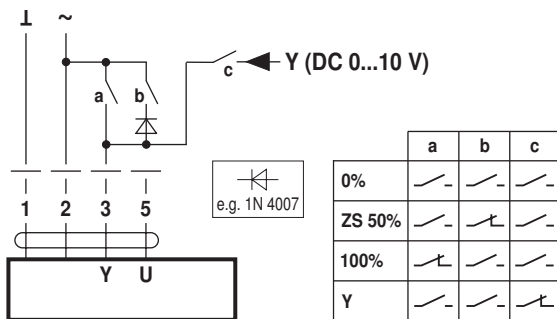 ⊥ ~
a b c Y (DC 0...10 V)
1 2 3 5
Y U
e.g. 1N 4007
a b c
0%
ZS 50%
100%
Y